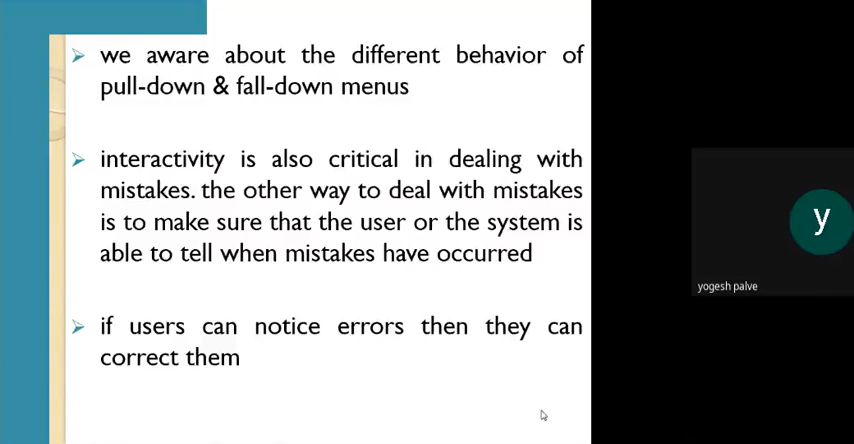 we aware about the different behavior of
pull-down & fall-down menus
interactivity is also critical in dealing with
mistakes. the other way to deal with mistakes
is to make sure that the user or the system is
able to tell when mistakes have occurred
if users can notice errors then they can
correct them
y
yogesh palve